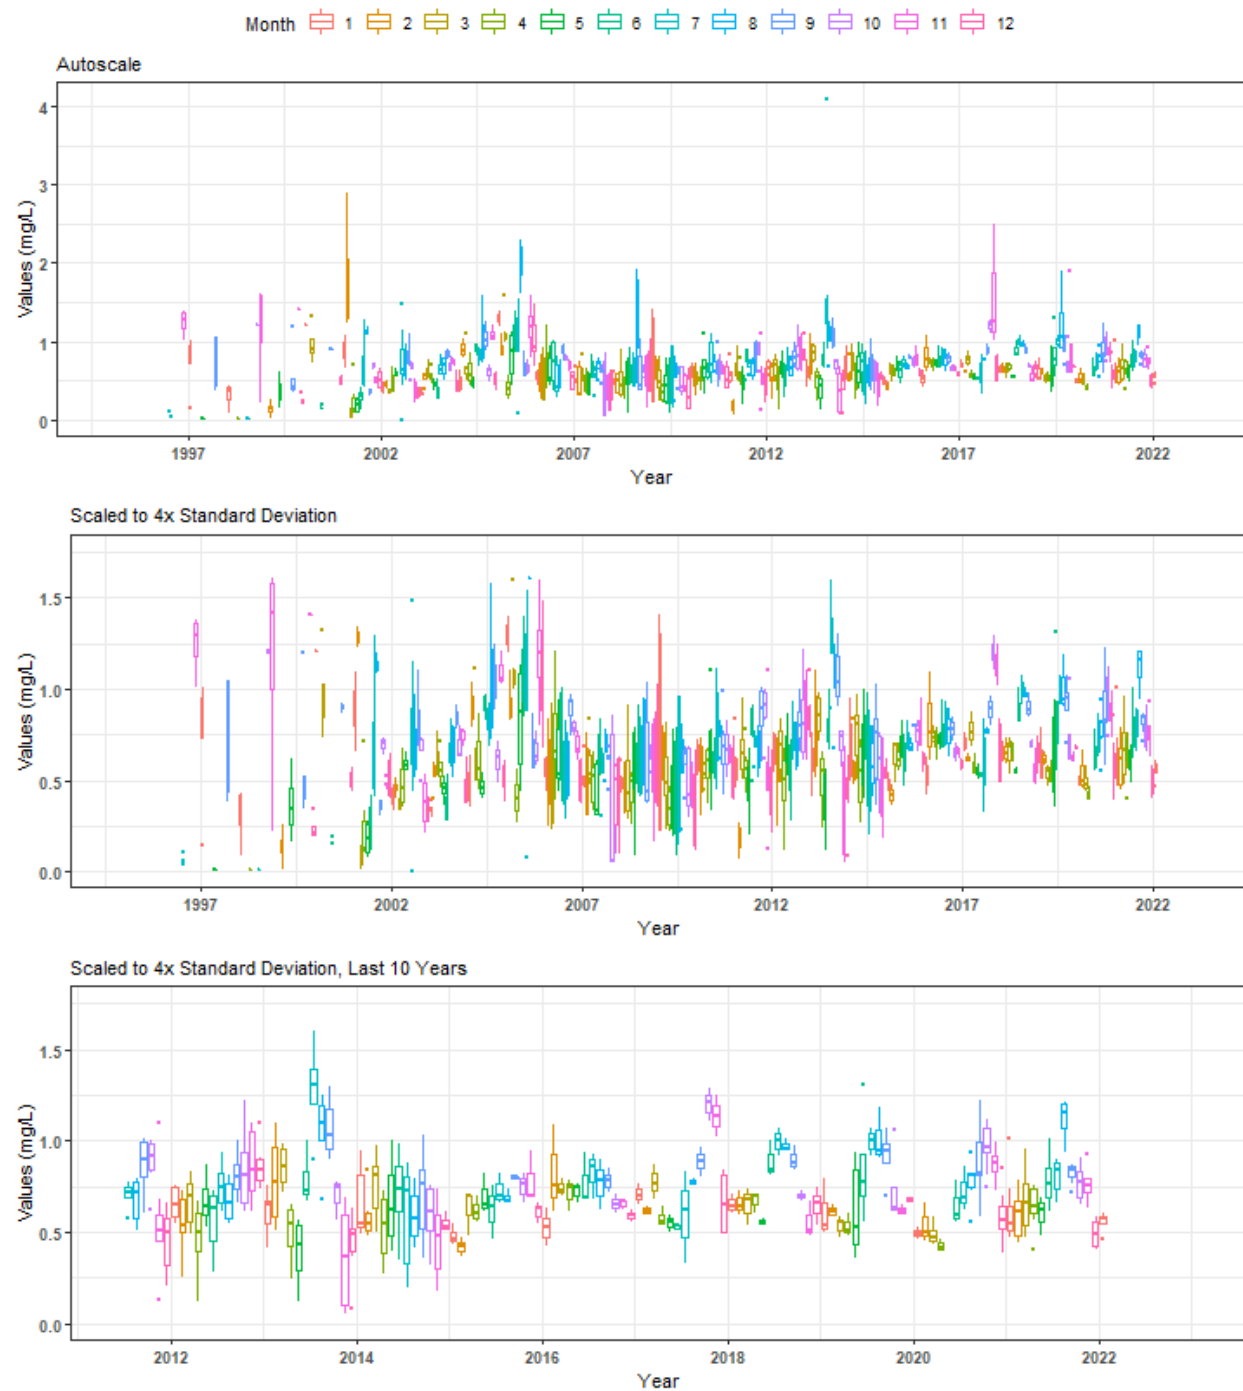 Month 1 2 3 4 5 6 7 8 9 10 11 12
Autoscale
4
3
2
1
0
Values (mg/L)
1997 2002 2007 2012 2017 2022
Year
Scaled to 4x Standard Deviation
1.5
1.0
0.5
0.0
Values (mg/L)
1997 2002 2007 2012 2017 2022
Year
Scaled to 4x Standard Deviation, Last 10 Years
1.5
1.0
0.5
0.0
Values (mg/L)
2012 2014 2016 2018 2020 2022
Year